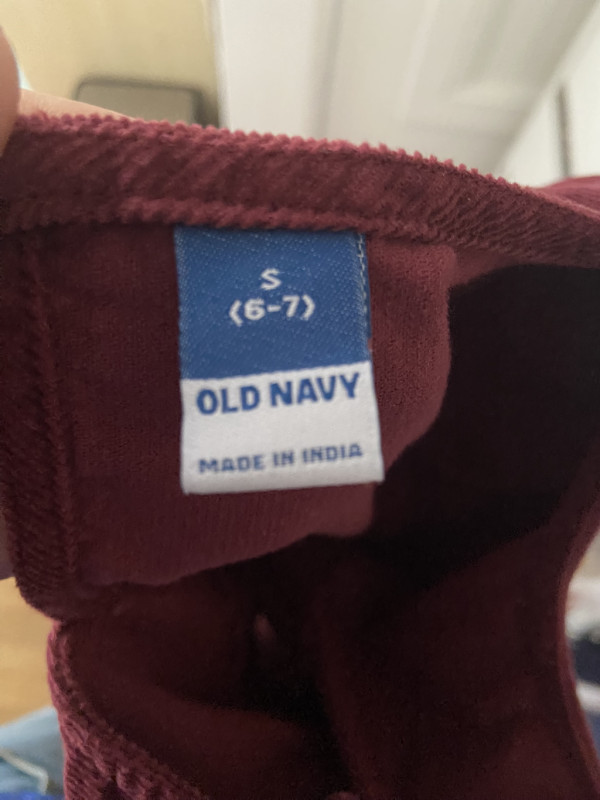 S
(6-7)
OLD NAVY
MADE IN INDIA